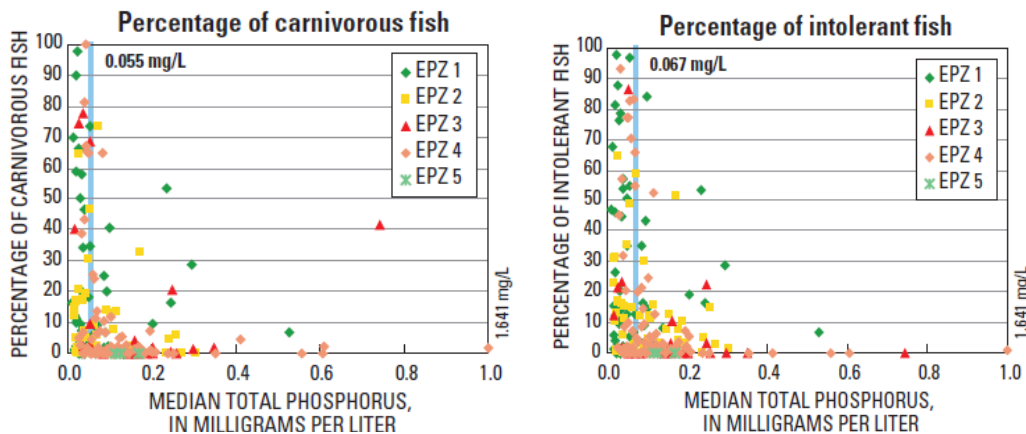 Percentage of carnivorous fish
PERCENTAGE OF CARNIVOROUS FISH
100
90
80
70
60
50
40
30
20
10
0
0.055 mg/L
EPZ 1
EPZ 2
EPZ 3
EPZ 4
EPZ 5
1.641 mg/L
0.0 0.2 0.4 0.6 0.8 1.0
MEDIAN TOTAL PHOSPHORUS,
IN MILLIGRAMS PER LITER
Percentage of intolerant fish
PERCENTAGE OF INTOLERANT FISH
100
90
80
70
60
50
40
30
20
10
0
0.067 mg/L
EPZ 1
EPZ 2
EPZ 3
EPZ 4
EPZ 5
1.641 mg/L
0.0 0.2 0.4 0.6 0.8 1.0
MEDIAN TOTAL PHOSPHORUS,
IN MILLIGRAMS PER LITER